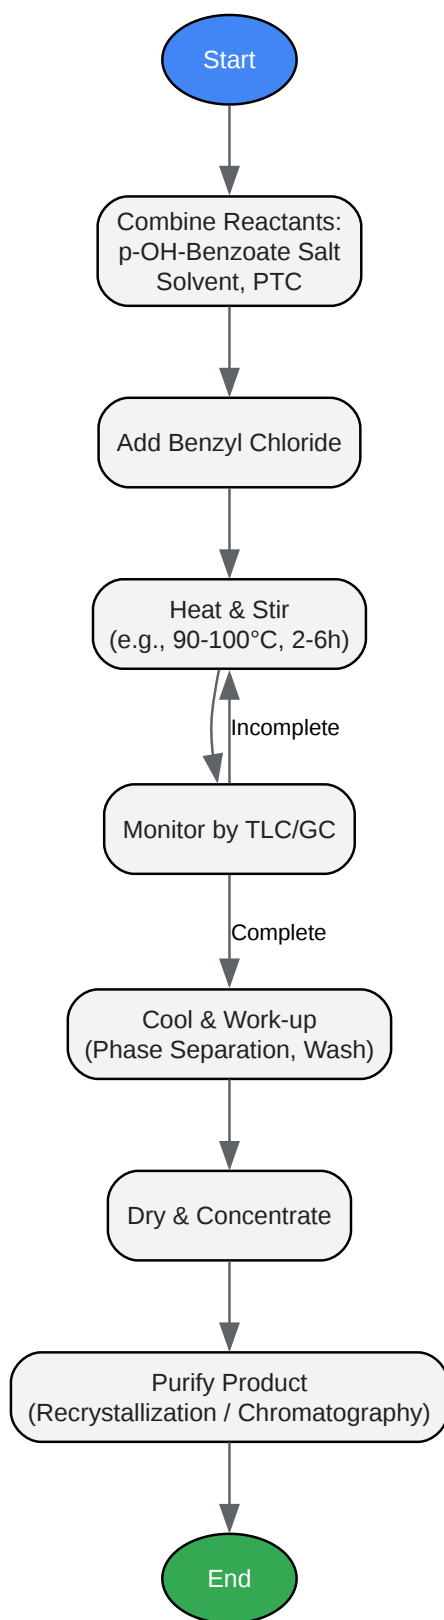 Start
Combine Reactants:
p-OH-Benzoate Salt
Solvent, PTC
Add Benzyl Chloride
Heat & Stir
(e.g., 90-100°C, 2-6h)
Incomplete
Monitor by TLC/GC
Complete
Cool & Work-up
(Phase Separation, Wash)
Dry & Concentrate
Purify Product
(Recrystallization / Chromatography)
End